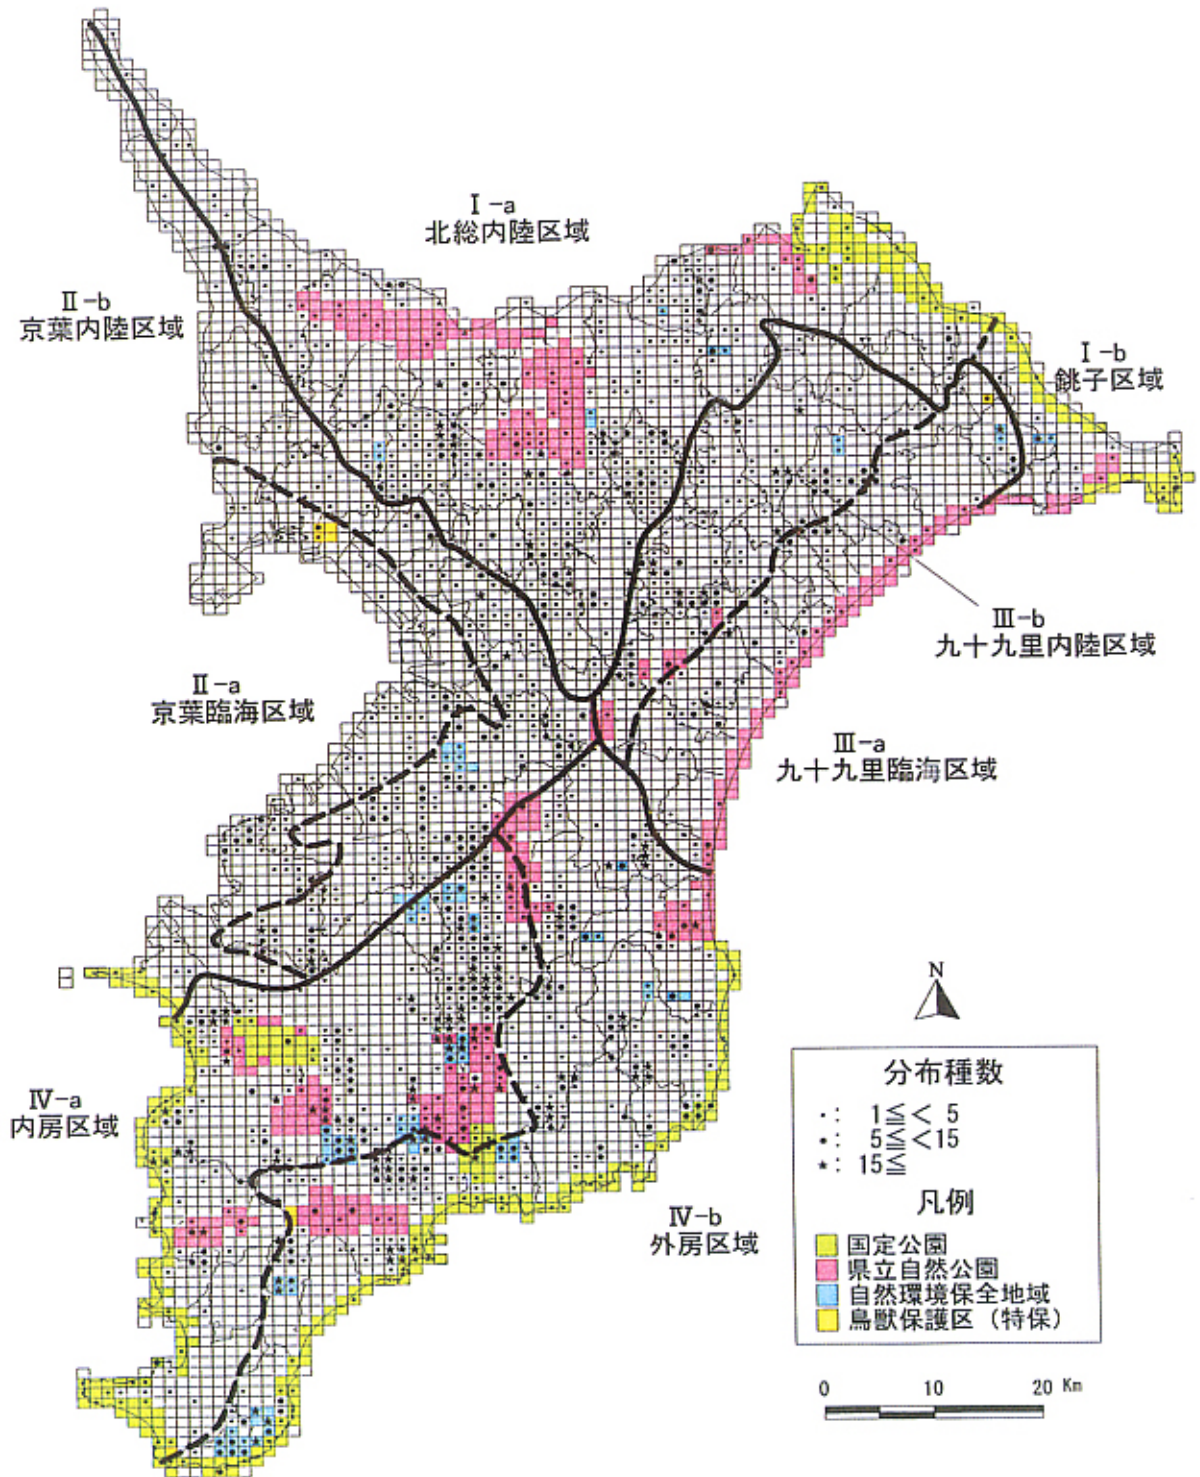 Ⅰ-a
北総内陸区域
Ⅱ-b
京葉内陸区域
Ⅰ-b
銚子区域
Ⅲ-b
九十九里内陸区域
Ⅱ-a
京葉臨海区域
Ⅲ-a
九十九里臨海区域
N
Ⅳ-a
内房区域
Ⅳ-b
外房区域
分布種数
・: 1≦< 5
●: 5≦<15
★: 15≦
凡例
国定公園
県立自然公園
自然環境保全地域
鳥獣保護区(特保)
0 10 20 Km